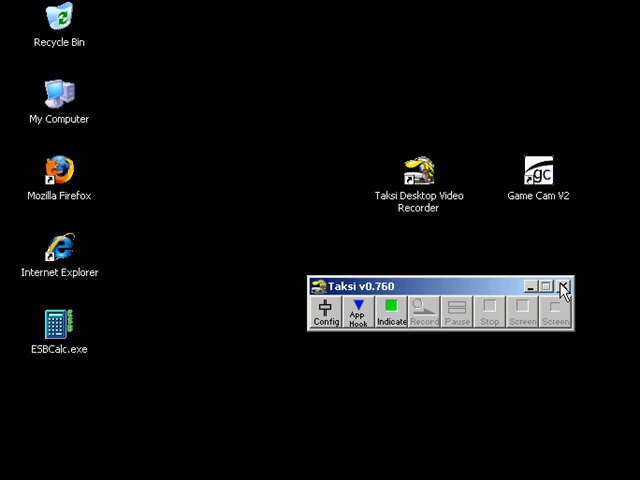 Recycle Bin
My Computer
Mozilla Firefox
Internet Explorer
ESBCalc.exe
Taksi Desktop Video
Recorder
gc
Game Cam V2
Taksi v0.760
Config
App
Hook
Indicate
Record
Pause
Stop
Screen
Screen